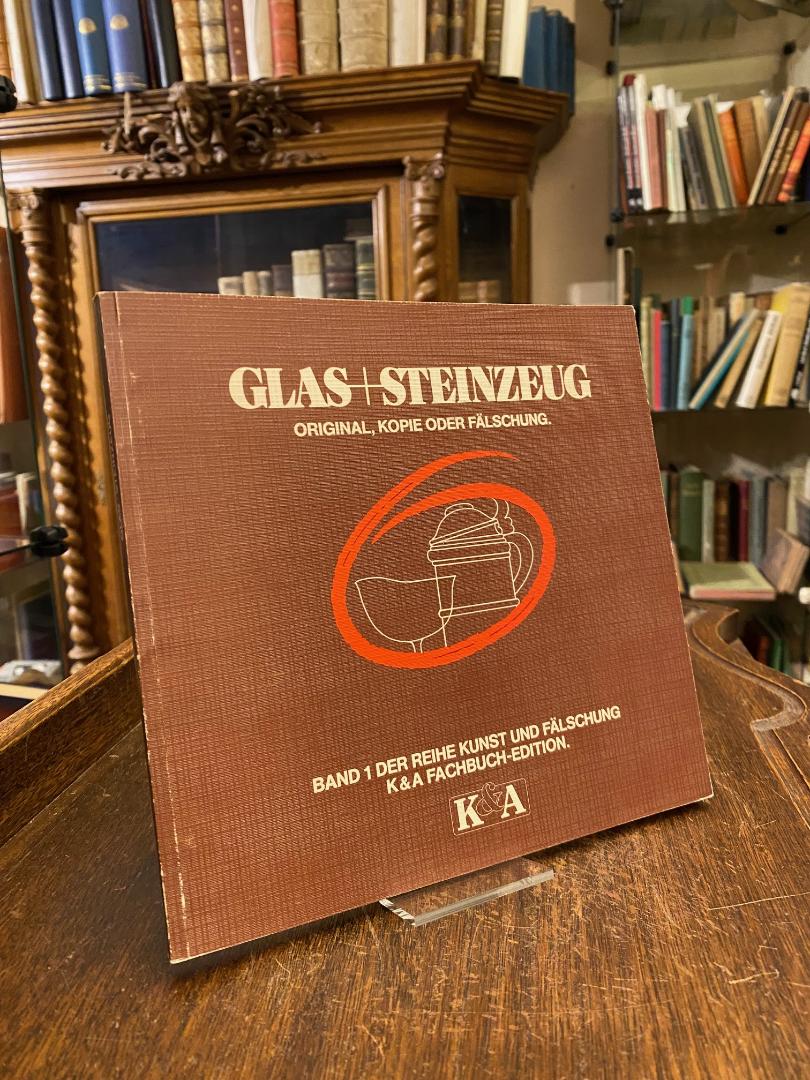 GLAS+STEINZEUG
ORIGINAL, KOPIE ODER FÄLSCHUNG.
BAND 1 DER REIHE KUNST UND FÄLSCHUNG
K & A FACHBUCH-EDITION.
K&A